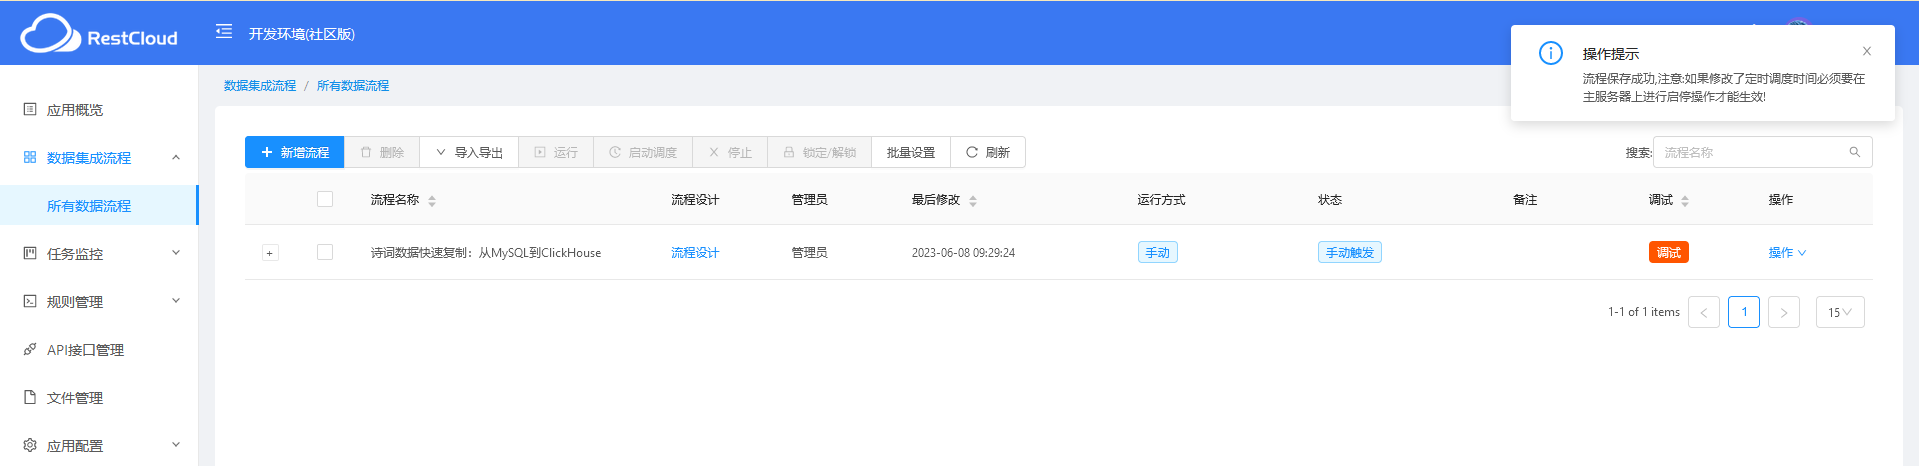 RestCloud
开发环境(社区版)
操作提示
流程保存成功,注意:如果修改了定时调度时间必须要在
主服务器上进行启停操作才能生效!
应用概览
数据集成流程
所有数据流程
任务监控
规则管理
API接口管理
文件管理
应用配置
数据集成流程 / 所有数据流程
新增流程 删除 导入导出 运行 启动调度 停止 锁定/解锁 批量设置 刷新 搜索: 流程名称
流程名称 流程设计 管理员 最后修改 运行方式 状态 备注 调试 操作
诗词数据快速复制：从MySQL到ClickHouse 流程设计 管理员 2023-06-08 09:29:24 手动 手动触发 调试 操作
1-1 of 1 items < 1 > 15